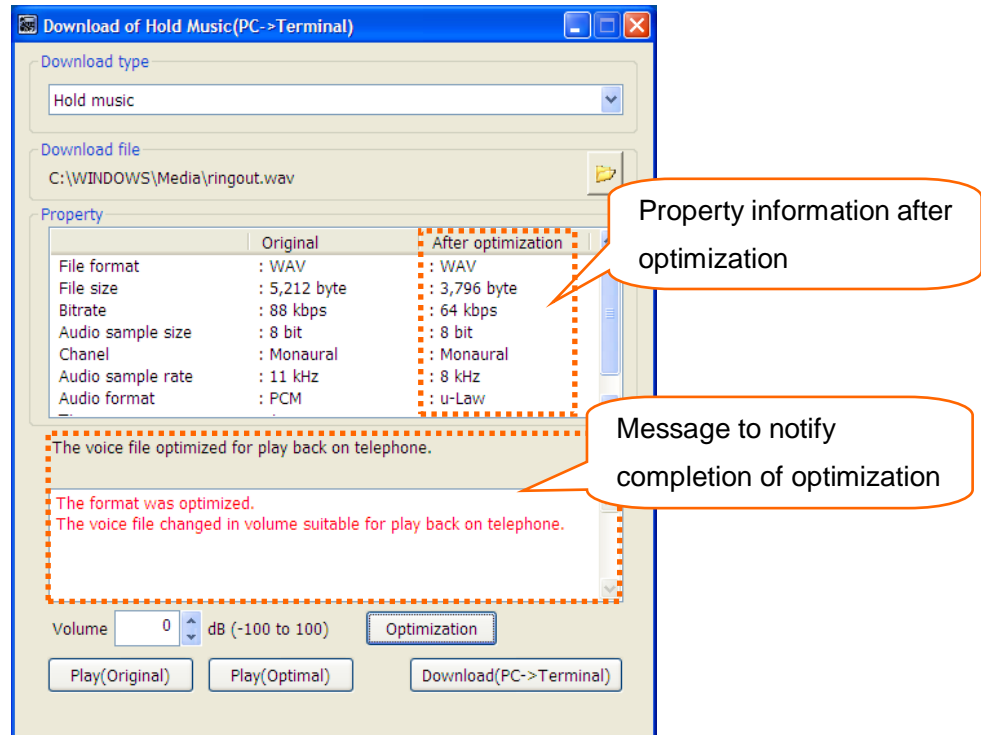 Download of Hold Music(PC->Terminal)
Download type
Hold music
Download file
C:\WINDOWS\Media\ringout.wav
Property
Original After optimization
File format : WAV : WAV
File size : 5,212 byte : 3,796 byte
Bitrate : 88 kbps : 64 kbps
Audio sample size : 8 bit : 8 bit
Chanel : Monaural : Monaural
Audio sample rate : 11 kHz : 8 kHz
Audio format : PCM : u-Law
Property information after
optimization
The voice file optimized for play back on telephone.
The format was optimized.
The voice file changed in volume suitable for play back on telephone.
Message to notify
completion of optimization
Volume 0 dB (-100 to 100) Optimization
Play(Original) Play(Optimal) Download(PC->Terminal)